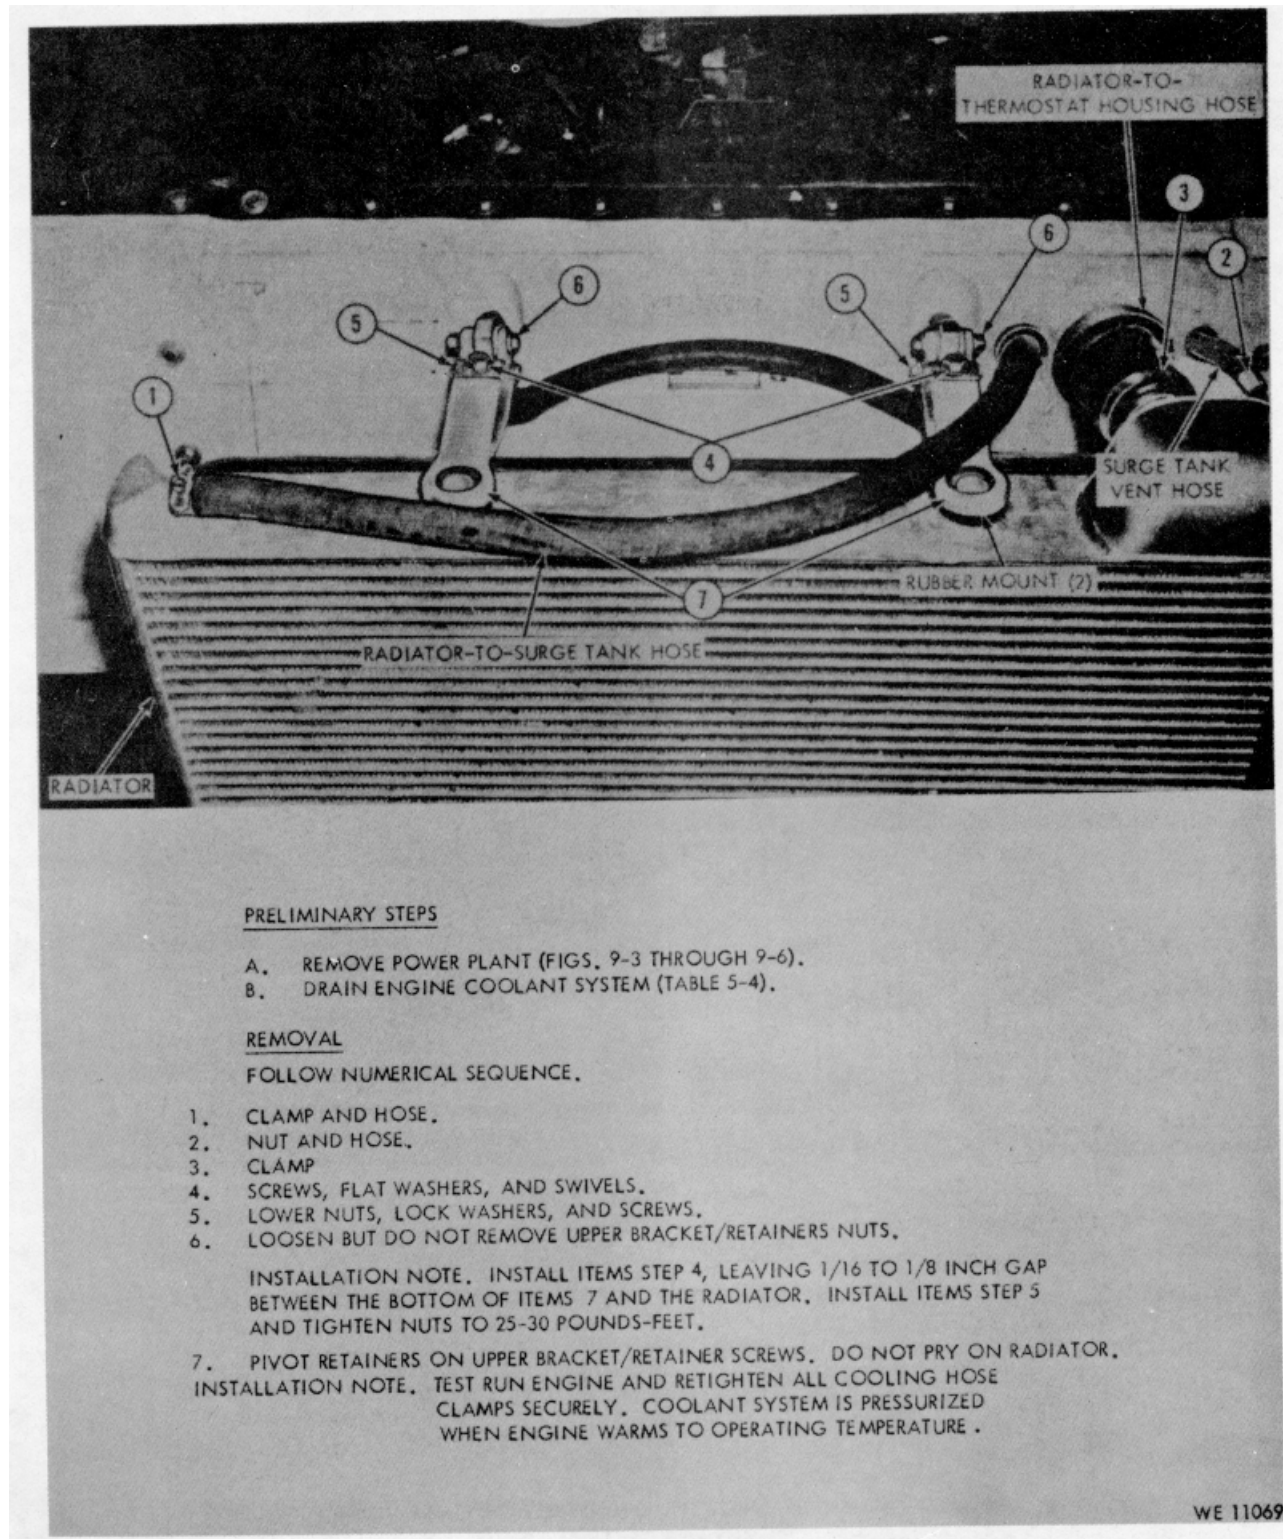 RADIATOR-TO-
THERMOSTAT HOUSING HOSE
3
6
2
6
5
5
1
4
SURGE TANK
VENT HOSE
RUBBER MOUNT (2)
7
RADIATOR-TO-SURGE TANK HOSE
RADIATOR
PRELIMINARY STEPS
A. REMOVE POWER PLANT (FIGS. 9-3 THROUGH 9-6).
B. DRAIN ENGINE COOLANT SYSTEM (TABLE 5-4).
REMOVAL
FOLLOW NUMERICAL SEQUENCE.
1. CLAMP AND HOSE.
2. NUT AND HOSE.
3. CLAMP
4. SCREWS, FLAT WASHERS, AND SWIVELS.
5. LOWER NUTS, LOCK WASHERS, AND SCREWS.
6. LOOSEN BUT DO NOT REMOVE UPPER BRACKET/RETAINERS NUTS.
INSTALLATION NOTE. INSTALL ITEMS STEP 4, LEAVING 1/16 TO 1/8 INCH GAP
BETWEEN THE BOTTOM OF ITEMS 7 AND THE RADIATOR. INSTALL ITEMS STEP 5
AND TIGHTEN NUTS TO 25-30 POUNDS-FEET.
7. PIVOT RETAINERS ON UPPER BRACKET/RETAINER SCREWS. DO NOT PRY ON RADIATOR.
INSTALLATION NOTE. TEST RUN ENGINE AND RETIGHTEN ALL COOLING HOSE
CLAMPS SECURELY. COOLANT SYSTEM IS PRESSURIZED
WHEN ENGINE WARMS TO OPERATING TEMPERATURE.
WE 11069